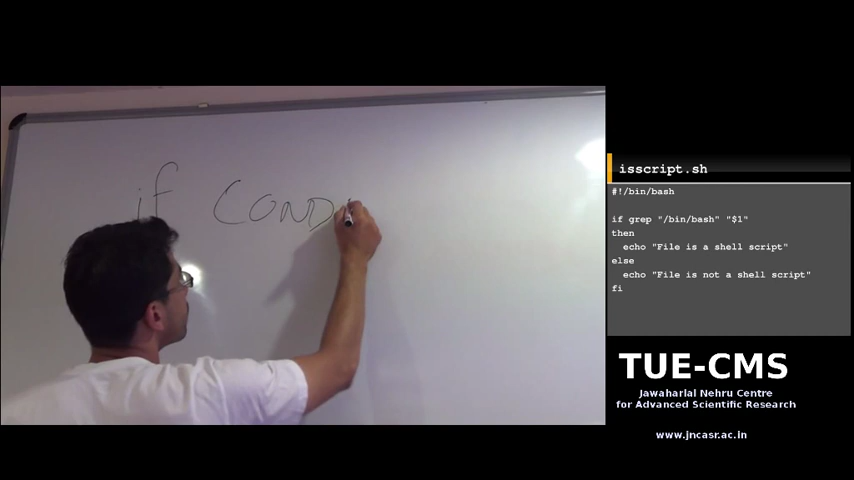 if COND
isscript.sh
#!/bin/bash
if grep "/bin/bash" "$1"
then
echo "File is a shell script"
else
echo "File is not a shell script"
fi
TUE-CMS
Jawaharlal Nehru Centre
for Advanced Scientific Research
www.jncasr.ac.in